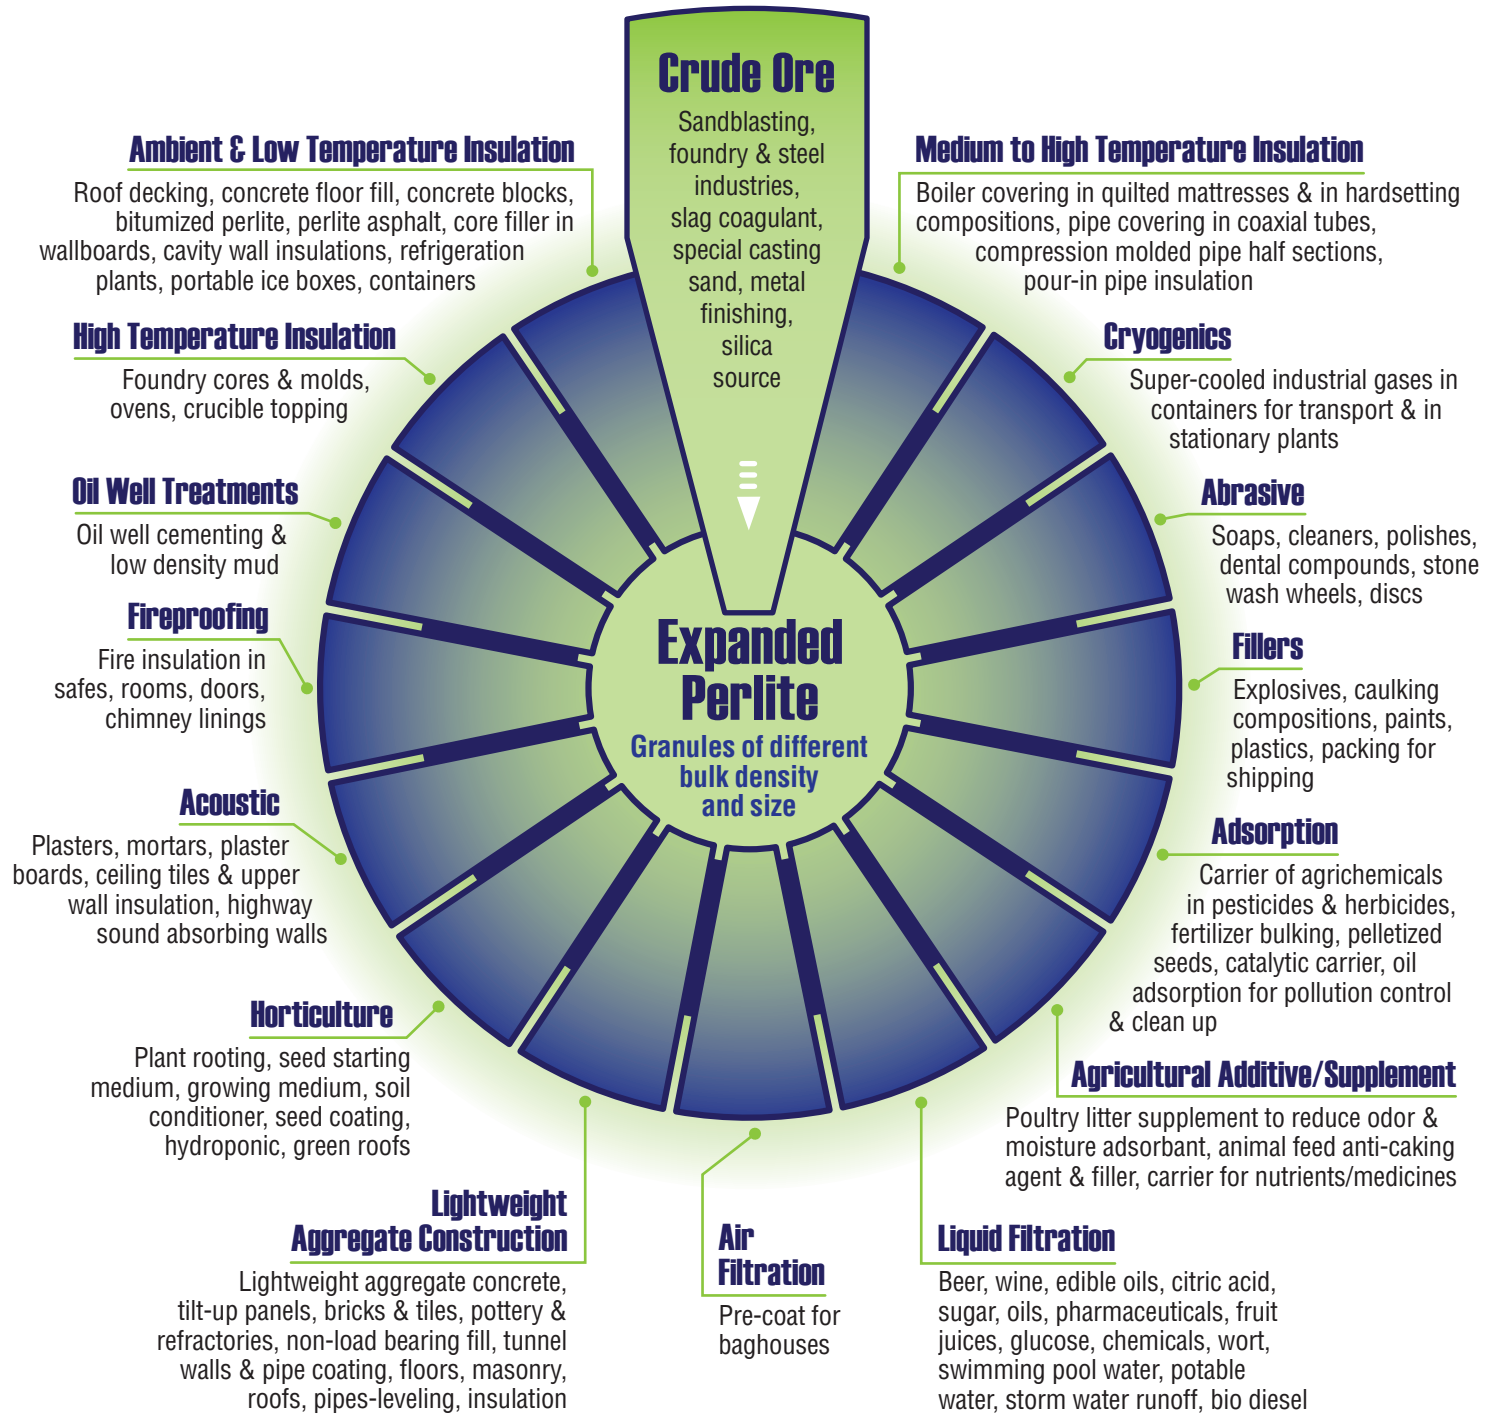 Crude Ore
Sandblasting,
foundry & steel
industries,
slag coagulant,
special casting
sand, metal
finishing,
silica
source
Expanded
Perlite
Granules of different
bulk density
and size
Medium to High Temperature Insulation
Boiler covering in quilted mattresses & in hardsetting
compositions, pipe covering in coaxial tubes,
compression molded pipe half sections,
pour-in pipe insulation
Cryogenics
Super-cooled industrial gases in
containers for transport & in
stationary plants
Abrasive
Soaps, cleaners, polishes,
dental compounds, stone
wash wheels, discs
Fillers
Explosives, caulking
compositions, paints,
plastics, packing for
shipping
Adsorption
Carrier of agrichemicals
in pesticides & herbicides,
fertilizer bulking, pelletized
seeds, catalytic carrier, oil
adsorption for pollution control
& clean up
Agricultural Additive/Supplement
Poultry litter supplement to reduce odor &
moisture adsorbant, animal feed anti-caking
agent & filler, carrier for nutrients/medicines
Liquid Filtration
Beer, wine, edible oils, citric acid,
sugar, oils, pharmaceuticals, fruit
juices, glucose, chemicals, wort,
swimming pool water, potable
water, storm water runoff, bio diesel
Air
Filtration
Pre-coat for
baghouses
Lightweight
Aggregate Construction
Lightweight aggregate concrete,
tilt-up panels, bricks & tiles, pottery &
refractories, non-load bearing fill, tunnel
walls & pipe coating, floors, masonry,
roofs, pipes-leveling, insulation
Horticulture
Plant rooting, seed starting
medium, growing medium, soil
conditioner, seed coating,
hydroponic, green roofs
Acoustic
Plasters, mortars, plaster
boards, ceiling tiles & upper
wall insulation, highway
sound absorbing walls
Fireproofing
Fire insulation in
safes, rooms, doors,
chimney linings
Oil Well Treatments
Oil well cementing &
low density mud
High Temperature Insulation
Foundry cores & molds,
ovens, crucible topping
Ambient & Low Temperature Insulation
Roof decking, concrete floor fill, concrete blocks,
bitumized perlite, perlite asphalt, core filler in
wallboards, cavity wall insulations, refrigeration
plants, portable ice boxes, containers